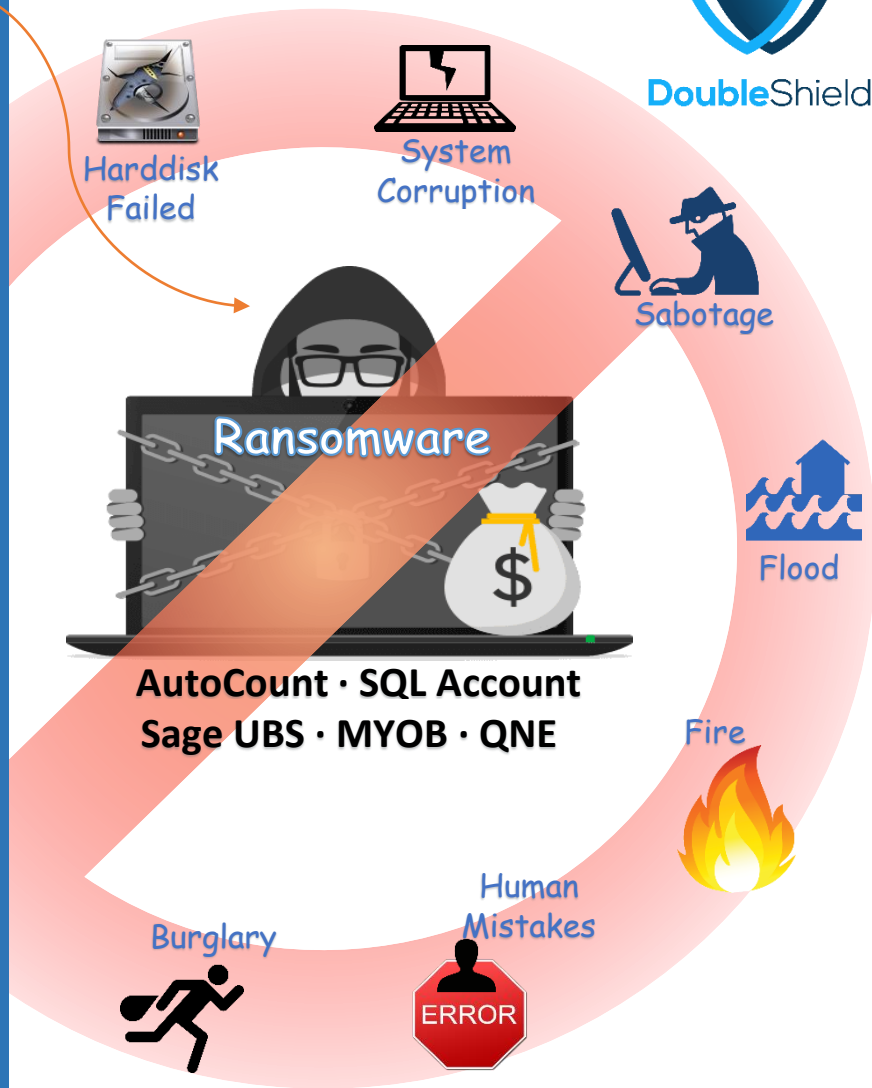 DoubleShield
Harddisk
Failed
System
Corruption
Sabotage
Ransomware
$
Flood
AutoCount · SQL Account
Sage UBS · MYOB · QNE
Fire
Human
Mistakes
Burglary
ERROR